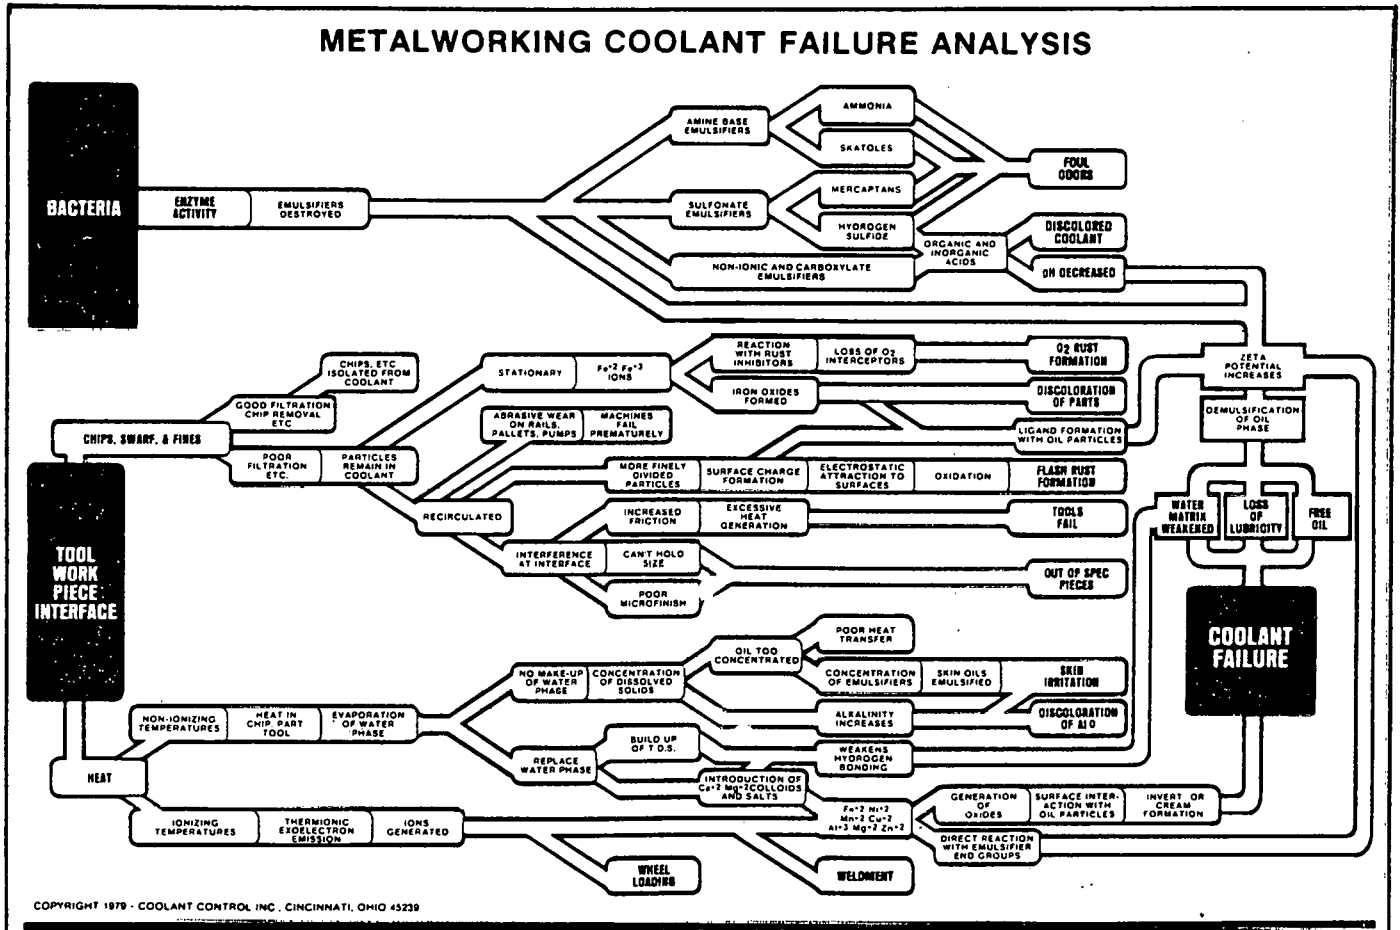 METALWORKING COOLANT FAILURE ANALYSIS
BACTERIA
ENZYME
ACTIVITY
EMULSIFIERS
DESTROYED
AMINE BASE
EMULSIFIERS
AMMONIA
SKATOLES
SULFONATE
EMULSIFIERS
MERCAPTANS
HYDROGEN
SULFIDE
NON-IONIC AND CARBOXYLATE
EMULSIFIERS
ORGANIC AND
INORGANIC
ACIDS
FOUL
ODORS
DISCOLORED
COOLANT
pH DECREASED
CHIPS, ETC
ISOLATED FROM
COOLANT
GOOD FILTRATION
CHIP REMOVAL
ETC
CHIPS, SWARF, & FINES
POOR
FILTRATION
ETC.
PARTICLES
REMAIN IN
COOLANT
STATIONARY
Fe+2 Fe+3
IONS
REACTION
WITH RUST
INHIBITORS
LOSS OF O2
INTERCEPTORS
O2 RUST
FORMATION
IRON OXIDES
FORMED
DISCOLORATION
OF PARTS
ABRASIVE WEAR
ON RAILS,
PALLETS, PUMPS
MACHINES
FAIL
PREMATURELY
LIGAND FORMATION
WITH OIL PARTICLES
MORE FINELY
DIVIDED
PARTICLES
SURFACE CHARGE
FORMATION
ELECTROSTATIC
ATTRACTION TO
SURFACES
OXIDATION
FLASH RUST
FORMATION
RECIRCULATED
INCREASED
FRICTION
EXCESSIVE
HEAT
GENERATION
TOOLS
FAIL
INTERFERENCE
AT INTERFACE
CAN'T HOLD
SIZE
POOR
MICROFINISH
OUT OF SPEC
PIECES
ZETA
POTENTIAL
INCREASES
DEMULSIFICATION
OF OIL
PHASE
WATER
MATRIX
WEAKENED
LOSS
OF
LUBRICITY
FREE
OIL
COOLANT
FAILURE
TOOL
WORK
PIECE
INTERFACE
HEAT
NON-IONIZING
TEMPERATURES
HEAT IN
CHIP, PART
TOOL
EVAPORATION
OF WATER
PHASE
NO MAKE-UP
OF WATER
PHAGE
CONCENTRATION
OF DISSOLVED
SOLIDS
OIL TOO
CONCENTRATED
POOR HEAT
TRANSFER
CONCENTRATION
OF EMULSIFIERS
SKIN OILS
EMULSIFIED
SKIN
IRRITATION
ALKALINITY
INCREASES
DISCOLORATION
OF Al O
REPLACE
WATER PHASE
BUILD UP
OF T D.S.
WEAKENS
HYDROGEN
BONDING
INTRODUCTION OF
Ca+2 Mg+2COLLOIDS
AND SALTS
IONIZING
TEMPERATURES
THERMIONIC
EXOELECTRON
EMISSION
IONS
GENERATED
Fe+2 Ni+2
Mn+2 Cu+2
Al+3 Mg+2 Zn+2
GENERATION
OF
OXIDES
SURFACE INTER-
ACTION WITH
OIL PARTICLES
INVERT OR
CREAM
FORMATION
DIRECT REACTION
WITH EMULSIFIER
END GROUPS
WHEEL
LOADING
WELDMENT
COPYRIGHT 1979 - COOLANT CONTROL INC., CINCINNATI, OHIO 45239